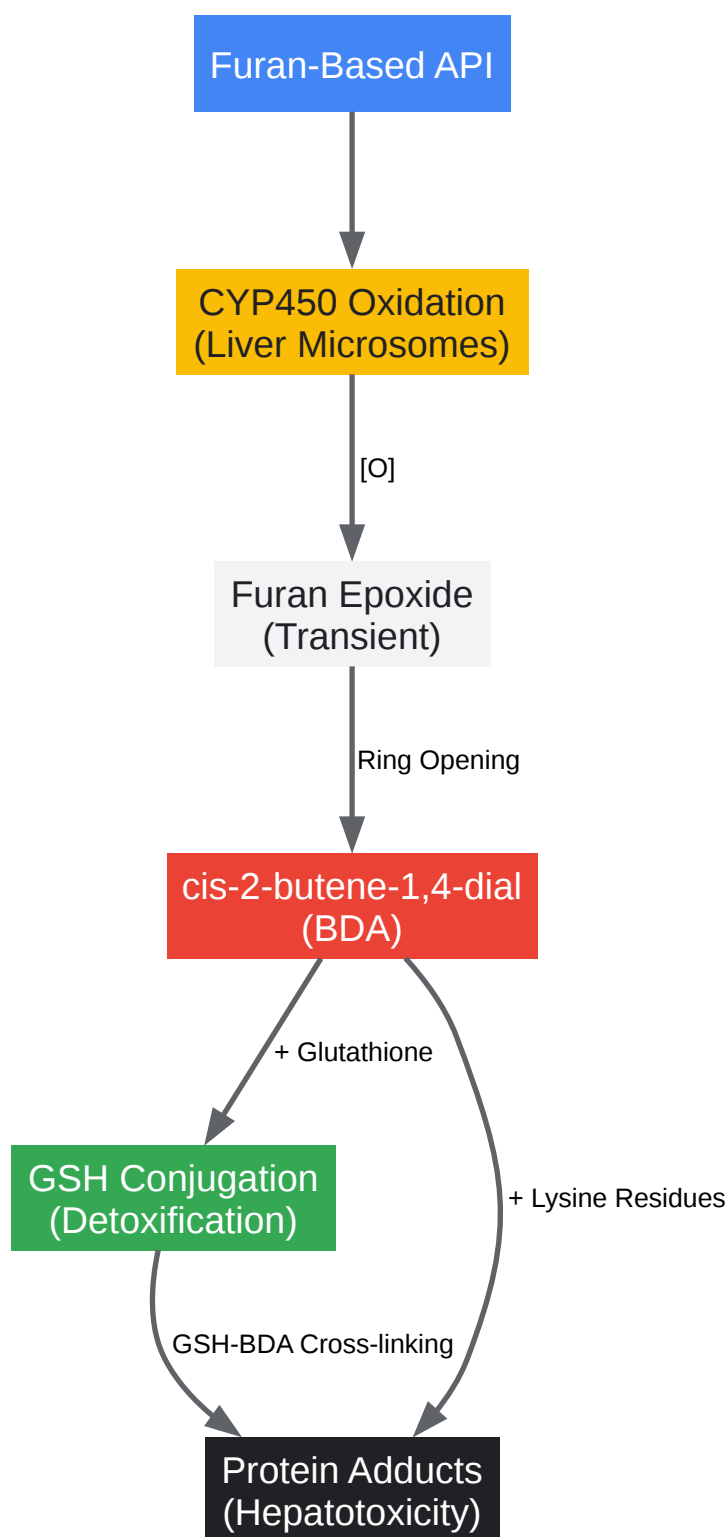 Furan-Based API
CYP450 Oxidation
(Liver Microsomes)
[O]
Furan Epoxide
(Transient)
Ring Opening
cis-2-butene-1,4-dial
(BDA)
+ Glutathione
GSH Conjugation
(Detoxification)
+ Lysine Residues
GSH-BDA Cross-linking
Protein Adducts
(Hepatotoxicity)